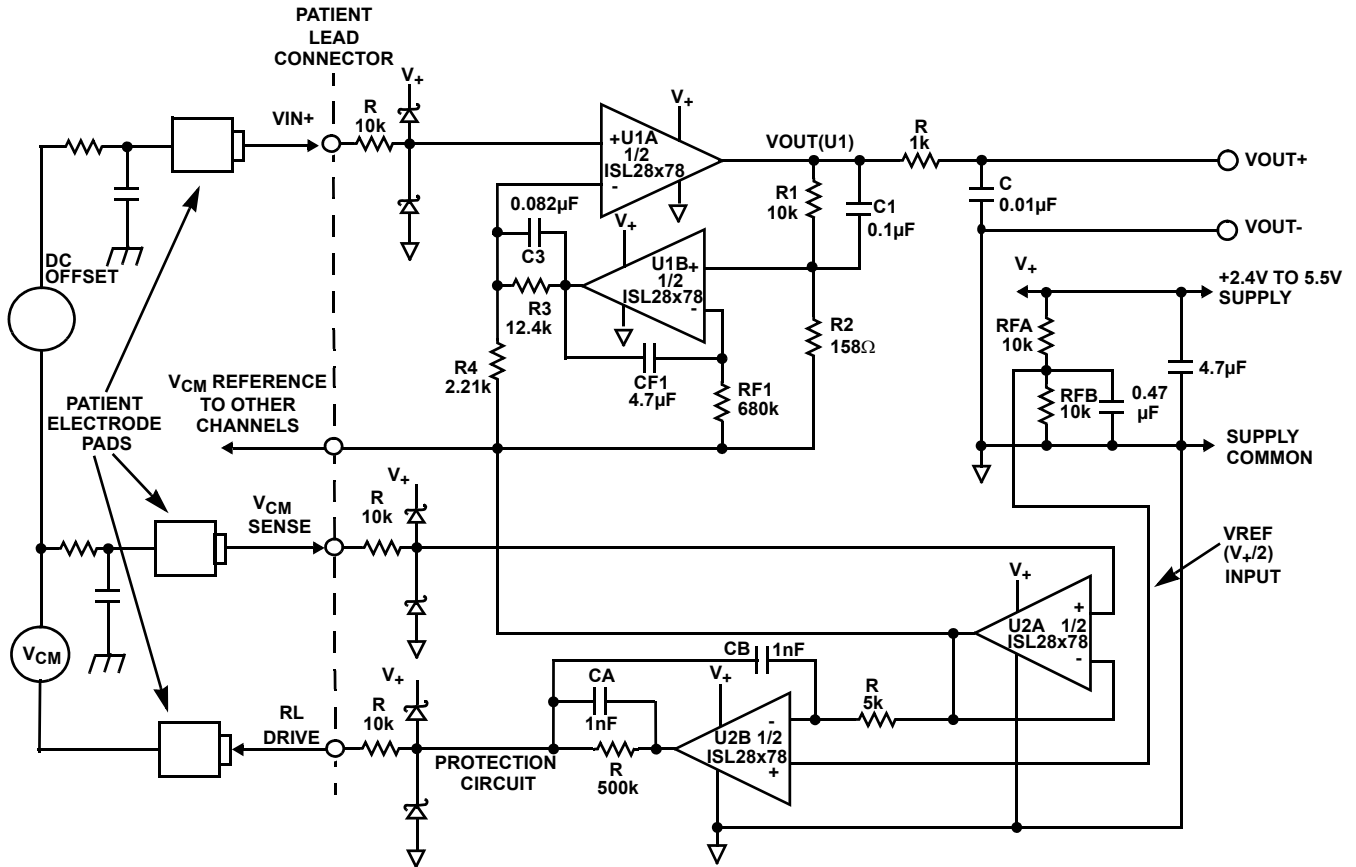 PATIENT
LEAD
CONNECTOR
V+
R
10k
VIN+
+U1A
1/2
ISL28x78
-
V+
VOUT(U1)
R
1k
VOUT+
C
0.01µF
VOUT-
R1
10k
C1
0.1µF
0.082µF
C3
V+
U1B+
1/2
ISL28x78
-
R3
12.4k
R4
2.21k
CF1
4.7µF
RF1
680k
R2
158Ω
V+
+2.4V TO 5.5V
SUPPLY
RFA
10k
RFB
10k
0.47
µF
4.7µF
SUPPLY
COMMON
DC
OFFSET
PATIENT
ELECTRODE
PADS
VCM REFERENCE
TO OTHER
CHANNELS
VCM
SENSE
R
10k
V+
VREF
(V+/2)
INPUT
V+
+
U2A 1/2
ISL28x78
-
VCM
RL
DRIVE
R
10k
V+
PROTECTION
CIRCUIT
CB
1nF
CA
1nF
R
500k
V+
-
U2B 1/2
ISL28x78
+
R
5k